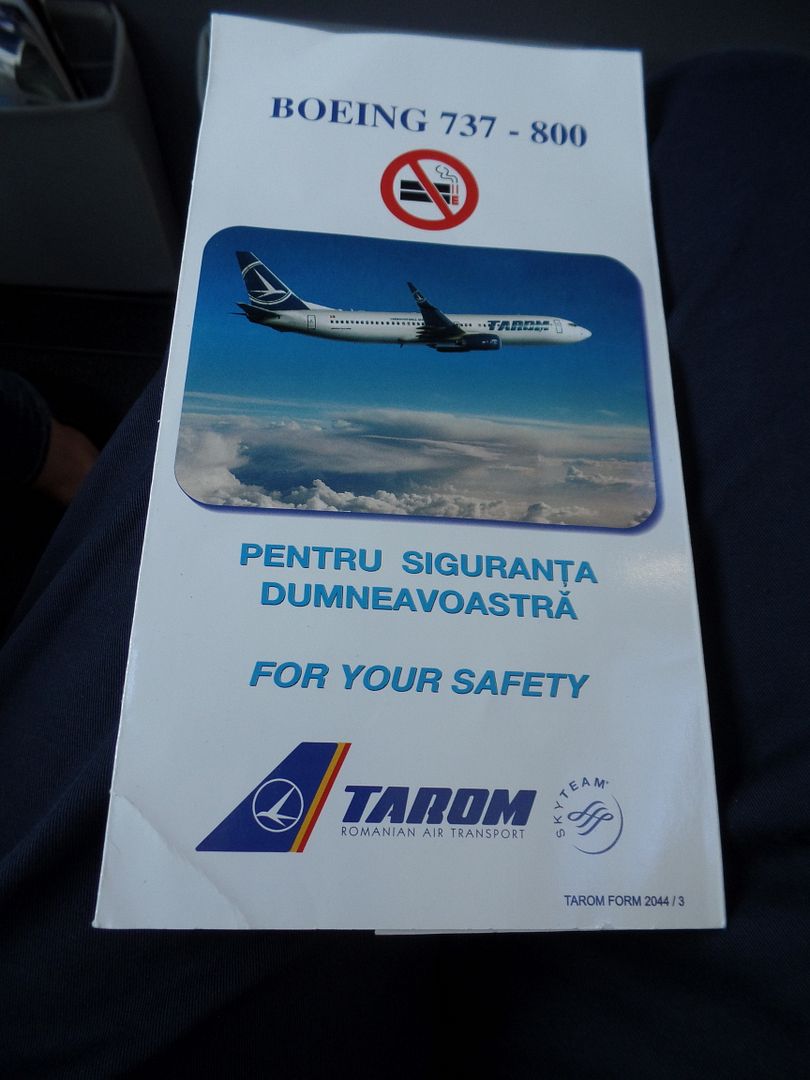 BOEING 737 - 800
TAROM
PENTRU SIGURANȚA
DUMNEAVOASTRĂ
FOR YOUR SAFETY
TAROM
ROMANIAN AIR TRANSPORT
SKYTEAM
TAROM FORM 2044 / 3